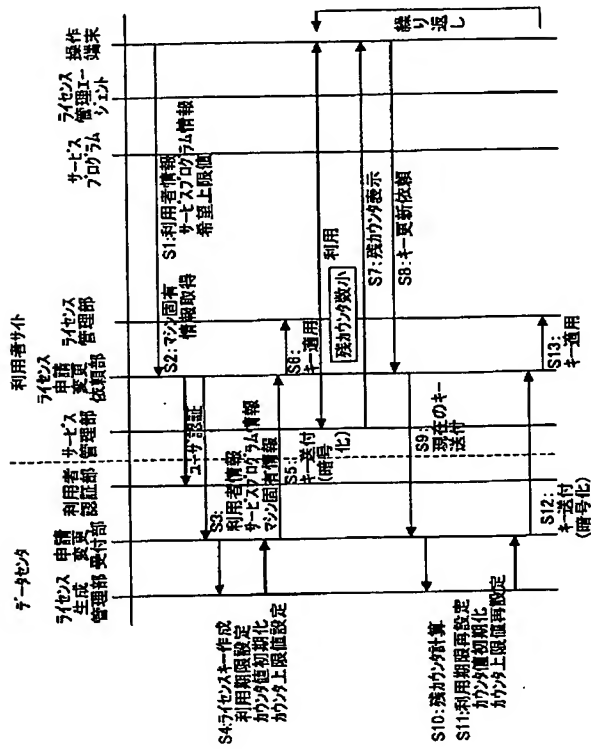 データセンタ
利用者サイト
ライセンス
生成
管理部
申請
変更
受付部
利用者
認証部
サービス
管理部
ライセンス
申請
変更
依頼部
ライセンス
管理部
サービス
プログラム
ライセンス
管理エー
ジェント
操作
端末
S1:利用者情報
サービスプログラム情報
希望上限値
S2:マシン固有
情報取得
ユーザ認証
S3:
利用者情報
サービスプログラム情報
マシン固有情報
S4:ライセンスキー作成
利用期限設定
カウンタ値初期化
カウンタ上限値設定
S5:
キー送付
(暗号
化)
S6:
キー適用
利用
残カウンタ数小
S7:残カウンタ表示
S8:キー更新依頼
繰り返し
S9:
現在のキー
送付
S10:残カウンタ計算
S11:利用期限再設定
カウンタ値初期化
カウンタ上限値再設定
S12:
キー送付
(暗号化)
S13:
キー適用